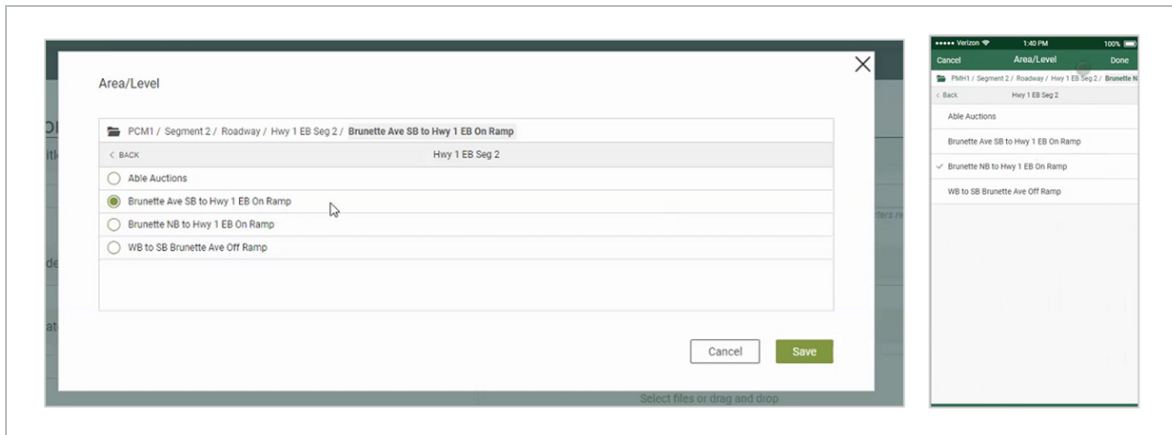 Area/Level
PCM1 / Segment 2 / Roadway / Hwy 1 EB Seg 2 / Brunette Ave SB to Hwy 1 EB On Ramp
< BACK Hwy 1 EB Seg 2
Able Auctions
Brunette Ave SB to Hwy 1 EB On Ramp
Brunette NB to Hwy 1 EB On Ramp
WB to SB Brunette Ave Off Ramp
Cancel Save
Select files or drag and drop
Verizon 1:40 PM 100%
Cancel Area/Level Done
PMH1 / Segment 2 / Roadway / Hwy 1 EB Seg 2 / Brunette N
< Back Hwy 1 EB Seg 2
Able Auctions
Brunette Ave SB to Hwy 1 EB On Ramp
Brunette NB to Hwy 1 EB On Ramp
WB to SB Brunette Ave Off Ramp